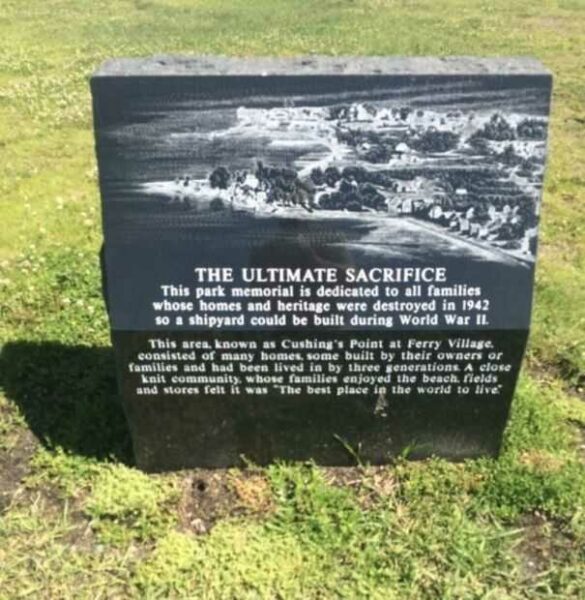 THE ULTIMATE SACRIFICE
This park memorial is dedicated to all families
whose homes and heritage were destroyed in 1942
so a shipyard could be built during World War II.
This area, known as Cushing's Point at Ferry Village,
consisted of many homes, some built by their owners or
families and had been lived in by three generations. A close
knit community, whose families enjoyed the beach, fields
and stores felt it was "The best place in the world to live."